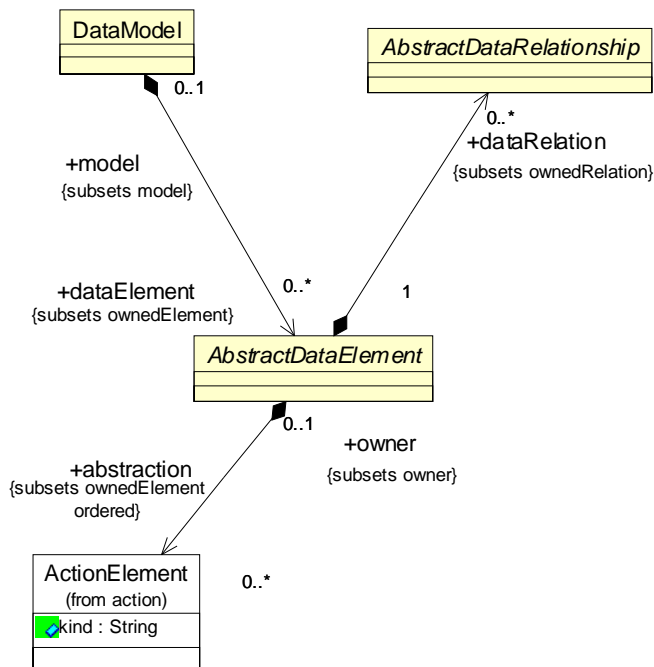 DataModel
AbstractDataRelationship
0..1
0..*
+model
{subsets model}
+dataRelation
{subsets ownedRelation}
+dataElement
{subsets ownedElement}
0..*
1
AbstractDataElement
0..1
+owner
{subsets owner}
+abstraction
{subsets ownedElement
ordered}
ActionElement
(from action)
0..*
kind : String